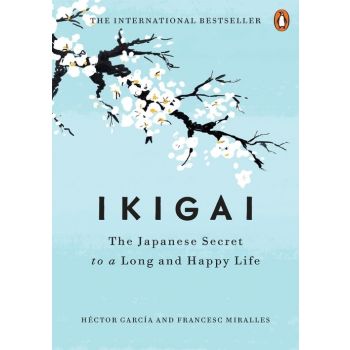 THE INTERNATIONAL BESTSELLER
IKIGAI
The Japanese Secret
to a Long and Happy Life
HÉCTOR GARCÍA AND FRANCESC MIRALLES